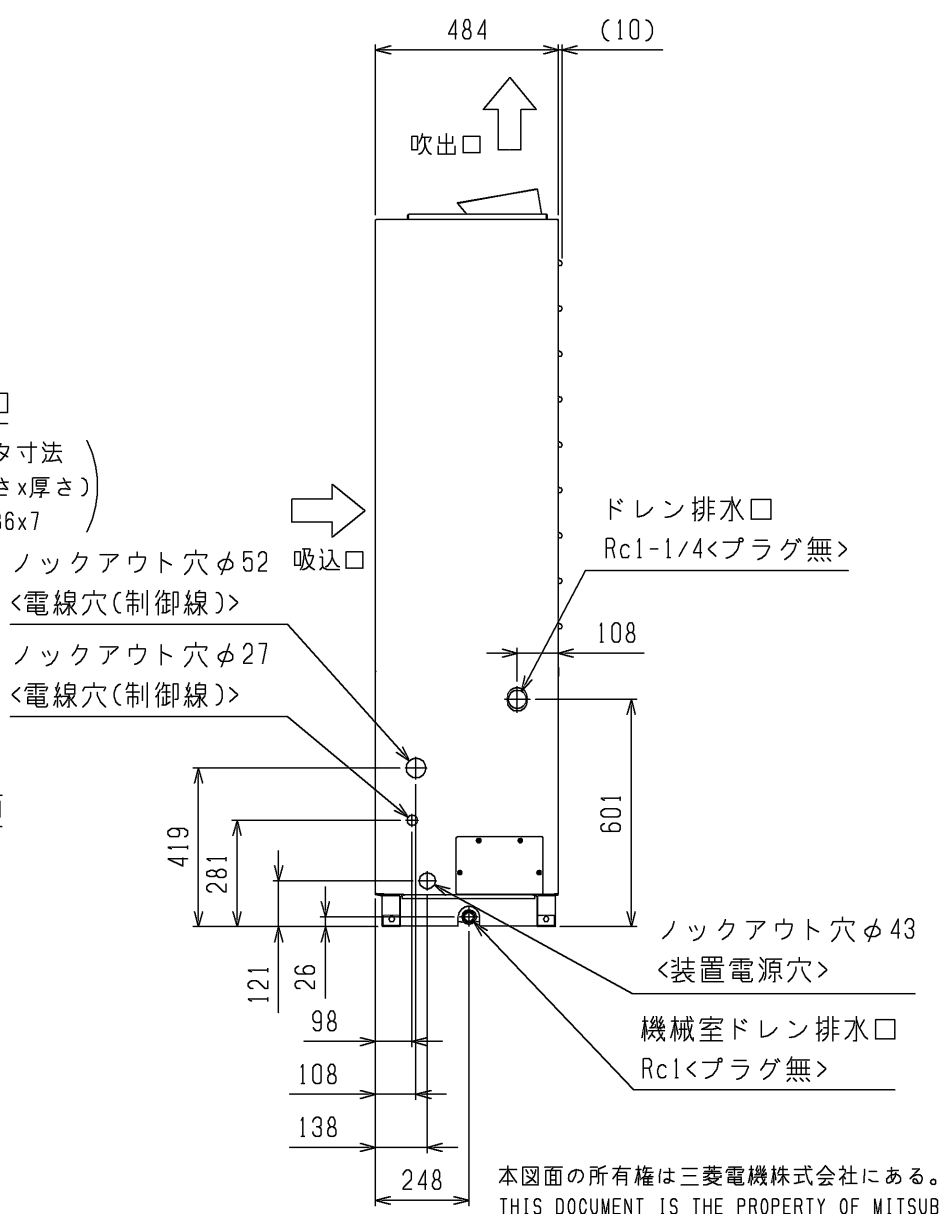 484
(10)
吹出口
タ寸法
さx厚さ)
36x7
吸込口
ノックアウト穴φ52
<電線穴(制御線)>
ノックアウト穴φ27
<電線穴(制御線)>
ドレン排水口
Rc1-1/4<プラグ無>
108
601
419
281
121
26
ノックアウト穴φ43
<装置電源穴>
機械室ドレン排水口
Rc1<プラグ無>
98
108
138
248
本図面の所有権は三菱電機株式会社にある。
THIS DOCUMENT IS THE PROPERTY OF MITSUB